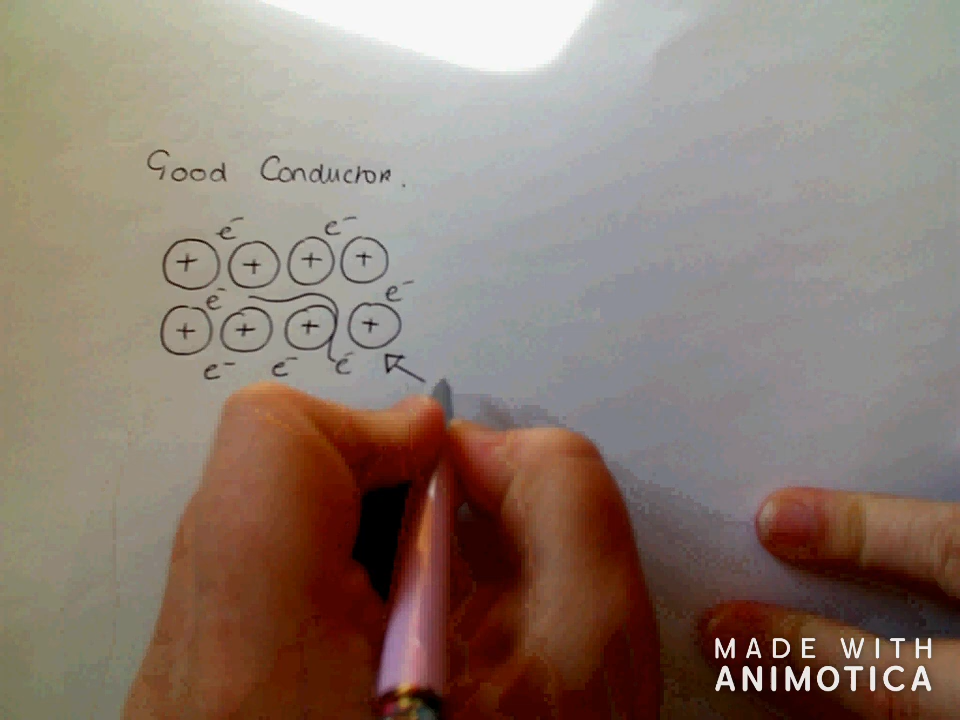 Good Conductor.
e⁻ e⁻
+ + + +
e⁻ e⁻
+ + + +
e⁻ e⁻ e⁻
MADE WITH
ANIMOTICA